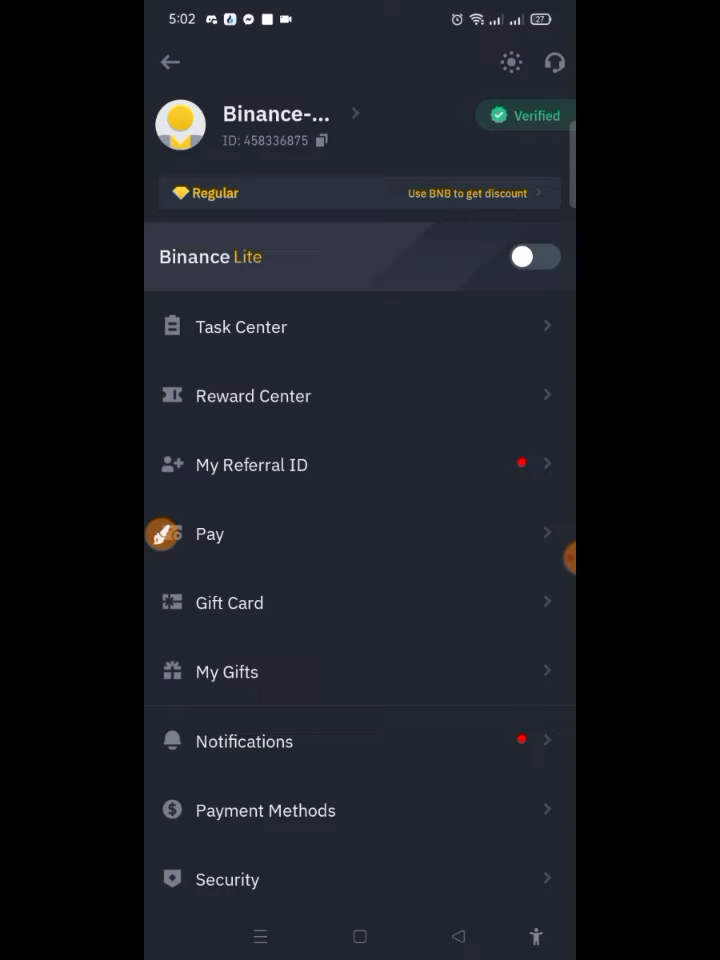 5:02
27
Binance-...
Verified
ID: 458336875
Regular
Use BNB to get discount
Binance Lite
Task Center
Reward Center
My Referral ID
Pay
Gift Card
My Gifts
Notifications
Payment Methods
Security